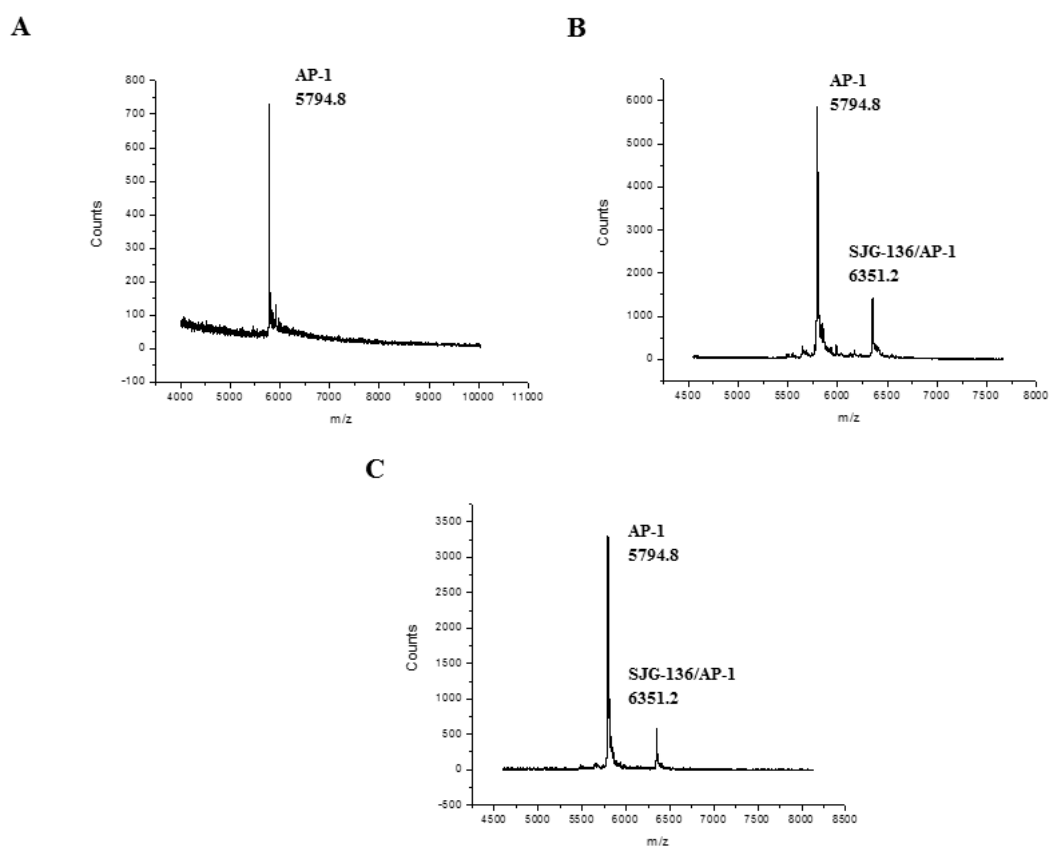 A
AP-1
5794.8
800
700
600
500
400
300
200
100
0
-100
Counts
4000 5000 6000 7000 8000 9000 10000 11000
m/z
B
AP-1
5794.8
SJG-136/AP-1
6351.2
6000
5000
4000
3000
2000
1000
0
Counts
4500 5000 5500 6000 6500 7000 7500 8000
m/z
C
AP-1
5794.8
SJG-136/AP-1
6351.2
3500
3000
2500
2000
1500
1000
500
0
-500
Counts
4500 5000 5500 6000 6500 7000 7500 8000 8500
m/z